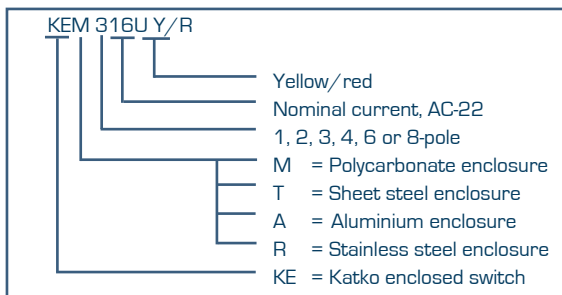 KEM 316U Y/R
Yellow/red
Nominal current, AC-22
1, 2, 3, 4, 6 or 8-pole
M = Polycarbonate enclosure
T = Sheet steel enclosure
A = Aluminium enclosure
R = Stainless steel enclosure
KE = Katko enclosed switch